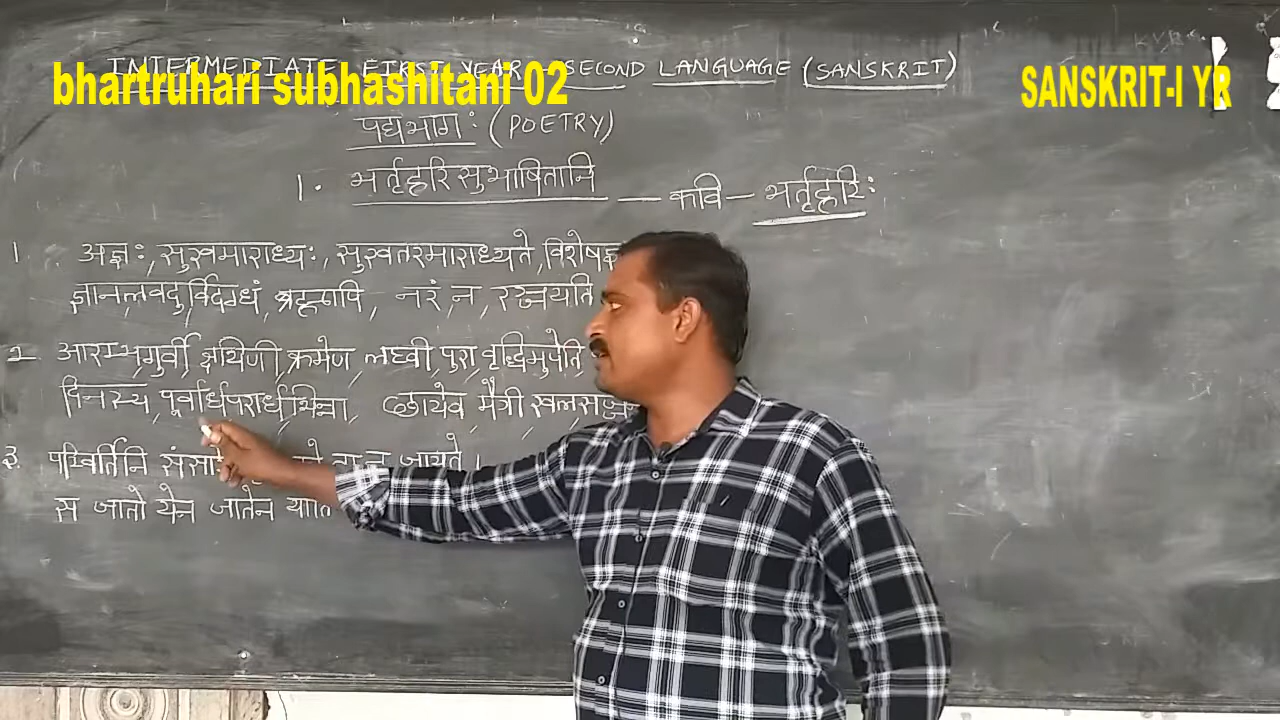 INTERMEDIATE FIRST YEAR SECOND LANGUAGE (SANSKRIT)
bhartruhari subhashitani 02
SANSKRIT-I YR
पद्यभागः (POETRY)
1. भर्तृहरिसुभाषितानि — कवि — भर्तृहरिः
1. अज्ञः, सुखमाराध्यः, सुखतरमाराध्यते, विशेषज्ञ
ज्ञानलवदुर्विदग्धं, ब्रह्मापि, नरं, न, रञ्जयति
2 आरम्भगुर्वी, क्षयिणी, क्रमेण, लघ्वी, पुरा, वृद्धिमुपैति,
दिनस्य, पूर्वार्धपरार्धभिन्ना, छायेव मैत्री खलसज्जन
3. परिवर्तिनि न जायते ।
स जातो येन जातेन याति